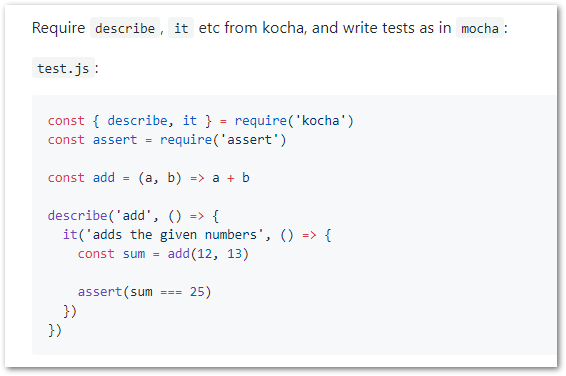 Require describe, it etc from kocha, and write tests as in mocha:
test.js:
const { describe, it } = require('kocha')
const assert = require('assert')
const add = (a, b) => a + b
describe('add', () => {
  it('adds the given numbers', () => {
    const sum = add(12, 13)
    assert(sum === 25)
  })
})